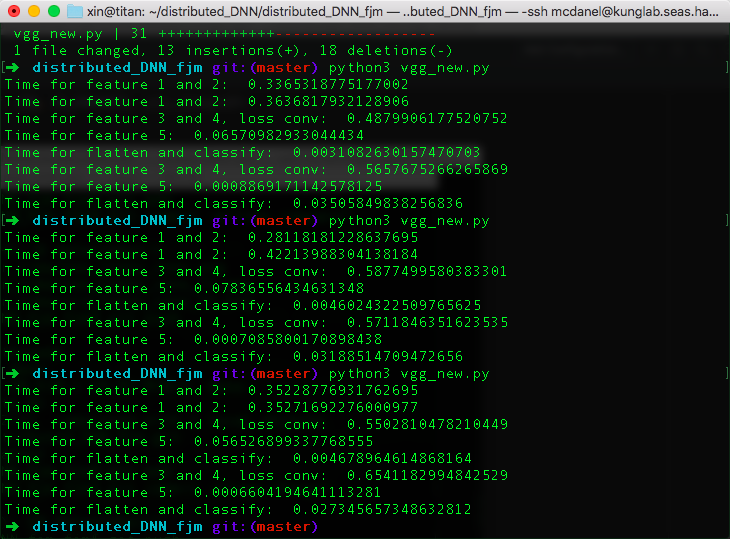 xin@titan: ~/distributed_DNN/distributed_DNN_fjm — ..buted_DNN_fjm — -ssh mcdanel@kunglab.seas.ha...
vgg_new.py | 31 +++++++++++++------------------
1 file changed, 13 insertions(+), 18 deletions(-)
[➜ distributed_DNN_fjm git:(master) python3 vgg_new.py ]
Time for feature 1 and 2: 0.3365318775177002
Time for feature 1 and 2: 0.3636817932128906
Time for feature 3 and 4, loss conv: 0.4879906177520752
Time for feature 5: 0.06570982933044434
Time for flatten and classify: 0.0031082630157470703
Time for feature 3 and 4, loss conv: 0.5657675266265869
Time for feature 5: 0.0008869171142578125
Time for flatten and classify: 0.03505849838256836
[➜ distributed_DNN_fjm git:(master) python3 vgg_new.py ]
Time for feature 1 and 2: 0.28118181228637695
Time for feature 1 and 2: 0.42213988304138184
Time for feature 3 and 4, loss conv: 0.5877499580383301
Time for feature 5: 0.07836556434631348
Time for flatten and classify: 0.0046024322509765625
Time for feature 3 and 4, loss conv: 0.5711846351623535
Time for feature 5: 0.0007085800170898438
Time for flatten and classify: 0.03188514709472656
[➜ distributed_DNN_fjm git:(master) python3 vgg_new.py ]
Time for feature 1 and 2: 0.35228776931762695
Time for feature 1 and 2: 0.35271692276000977
Time for feature 3 and 4, loss conv: 0.5502810478210449
Time for feature 5: 0.056526899337768555
Time for flatten and classify: 0.004678964614868164
Time for feature 3 and 4, loss conv: 0.6541182994842529
Time for feature 5: 0.0006604194641113281
Time for flatten and classify: 0.027345657348632812
➜ distributed_DNN_fjm git:(master)